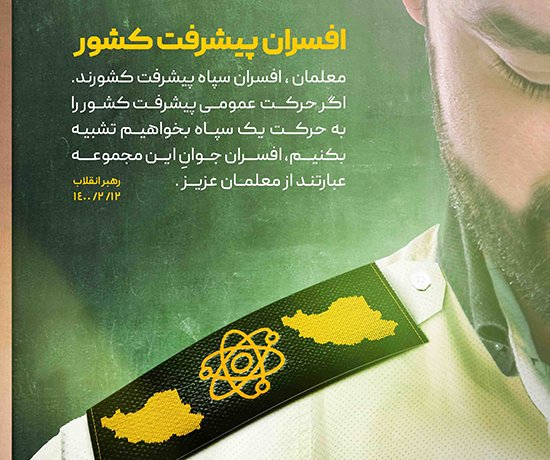 افسران پیشرفت کشور
معلمان ، افسران سپاه پیشرفت کشورند.
اگر حرکت عمومی پیشرفت کشور را
به حرکت یک سپاه بخواهیم تشبیه
بکنیم، افسران جوانِ این مجموعه
عبارتند از معلمان عزیز .
رهبر انقلاب
۱۴۰۰/۲/۱۲